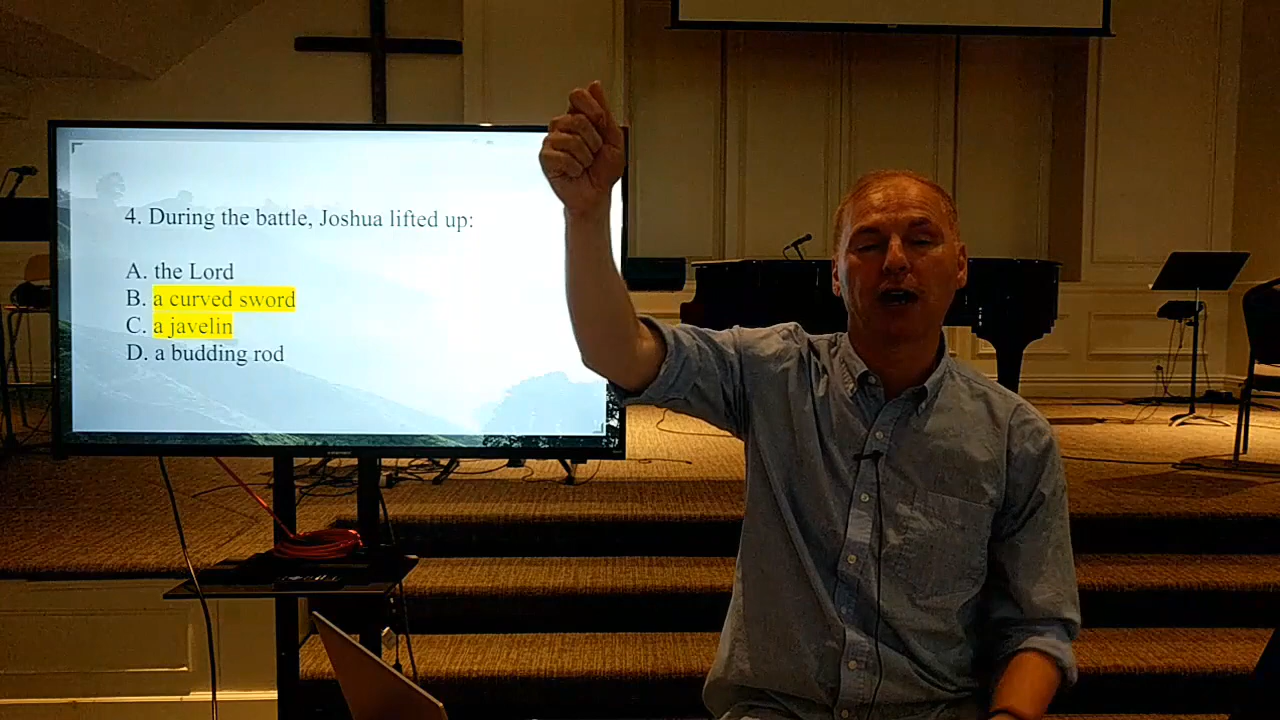 4. During the battle, Joshua lifted up:
A. the Lord
B. a curved sword
C. a javelin
D. a budding rod